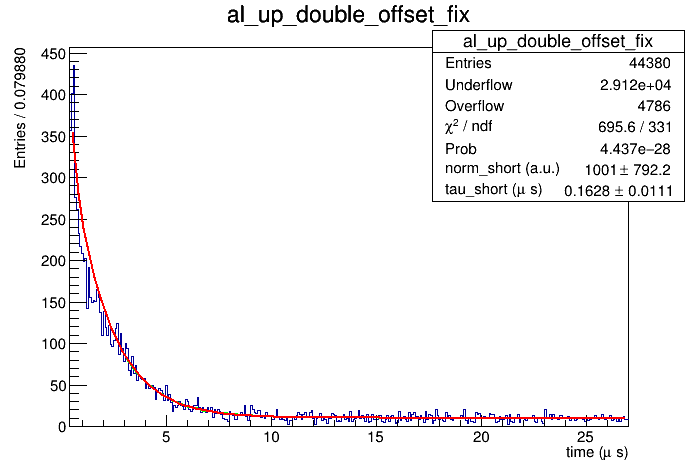 al_up_double_offset_fix
al_up_double_offset_fix
Entries 44380
Underflow 2.912e+04
Overflow 4786
χ² / ndf 695.6 / 331
Prob 4.437e−28
norm_short (a.u.) 1001 ± 792.2
tau_short (μ s) 0.1628 ± 0.0111
Entries / 0.079880
450
400
350
300
250
200
150
100
50
0
5 10 15 20 25
time (μ s)